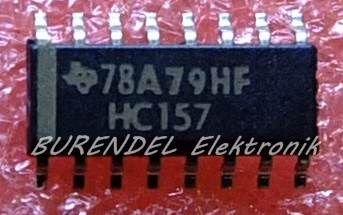 78A79HF
HC157
BURENDEL Elektronik